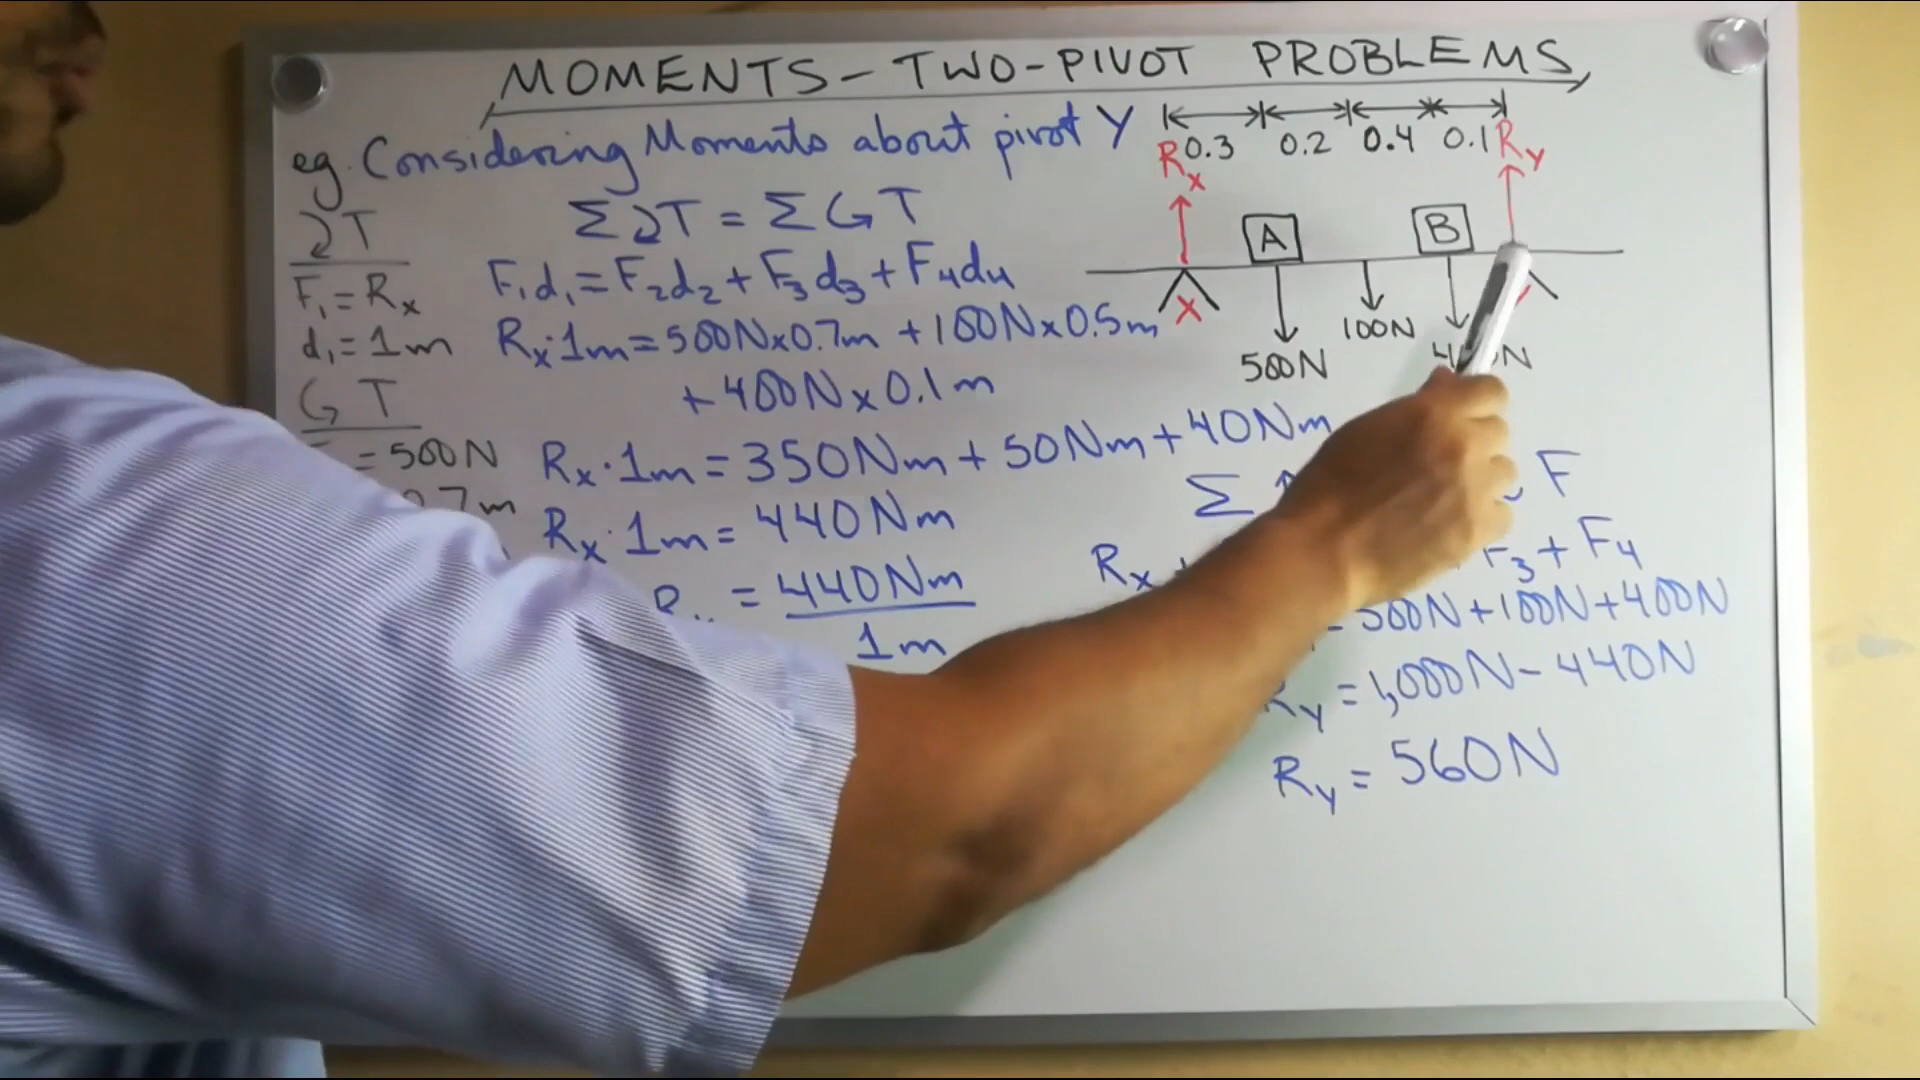 MOMENTS - TWO-PIVOT PROBLEMS
eg. Considering Moments about pivot Y
0.3 0.2 0.4 0.1
Rx Ry
A B
X
500N 100N
↻T
F₁ = Rx
d₁ = 1m
↺T
= 500N
0.7m
Σ↻T = Σ↺T
F₁d₁ = F₂d₂ + F₃d₃ + F₄d₄
Rx·1m = 500N×0.7m + 100N×0.5m
+ 400N×0.1m
Rx·1m = 350Nm + 50Nm + 40Nm
Rx·1m = 440Nm
= 440Nm
1m
Σ F
Rx + F₃ + F₄
= 500N + 100N + 400N
Ry = 1,000N - 440N
Ry = 560N